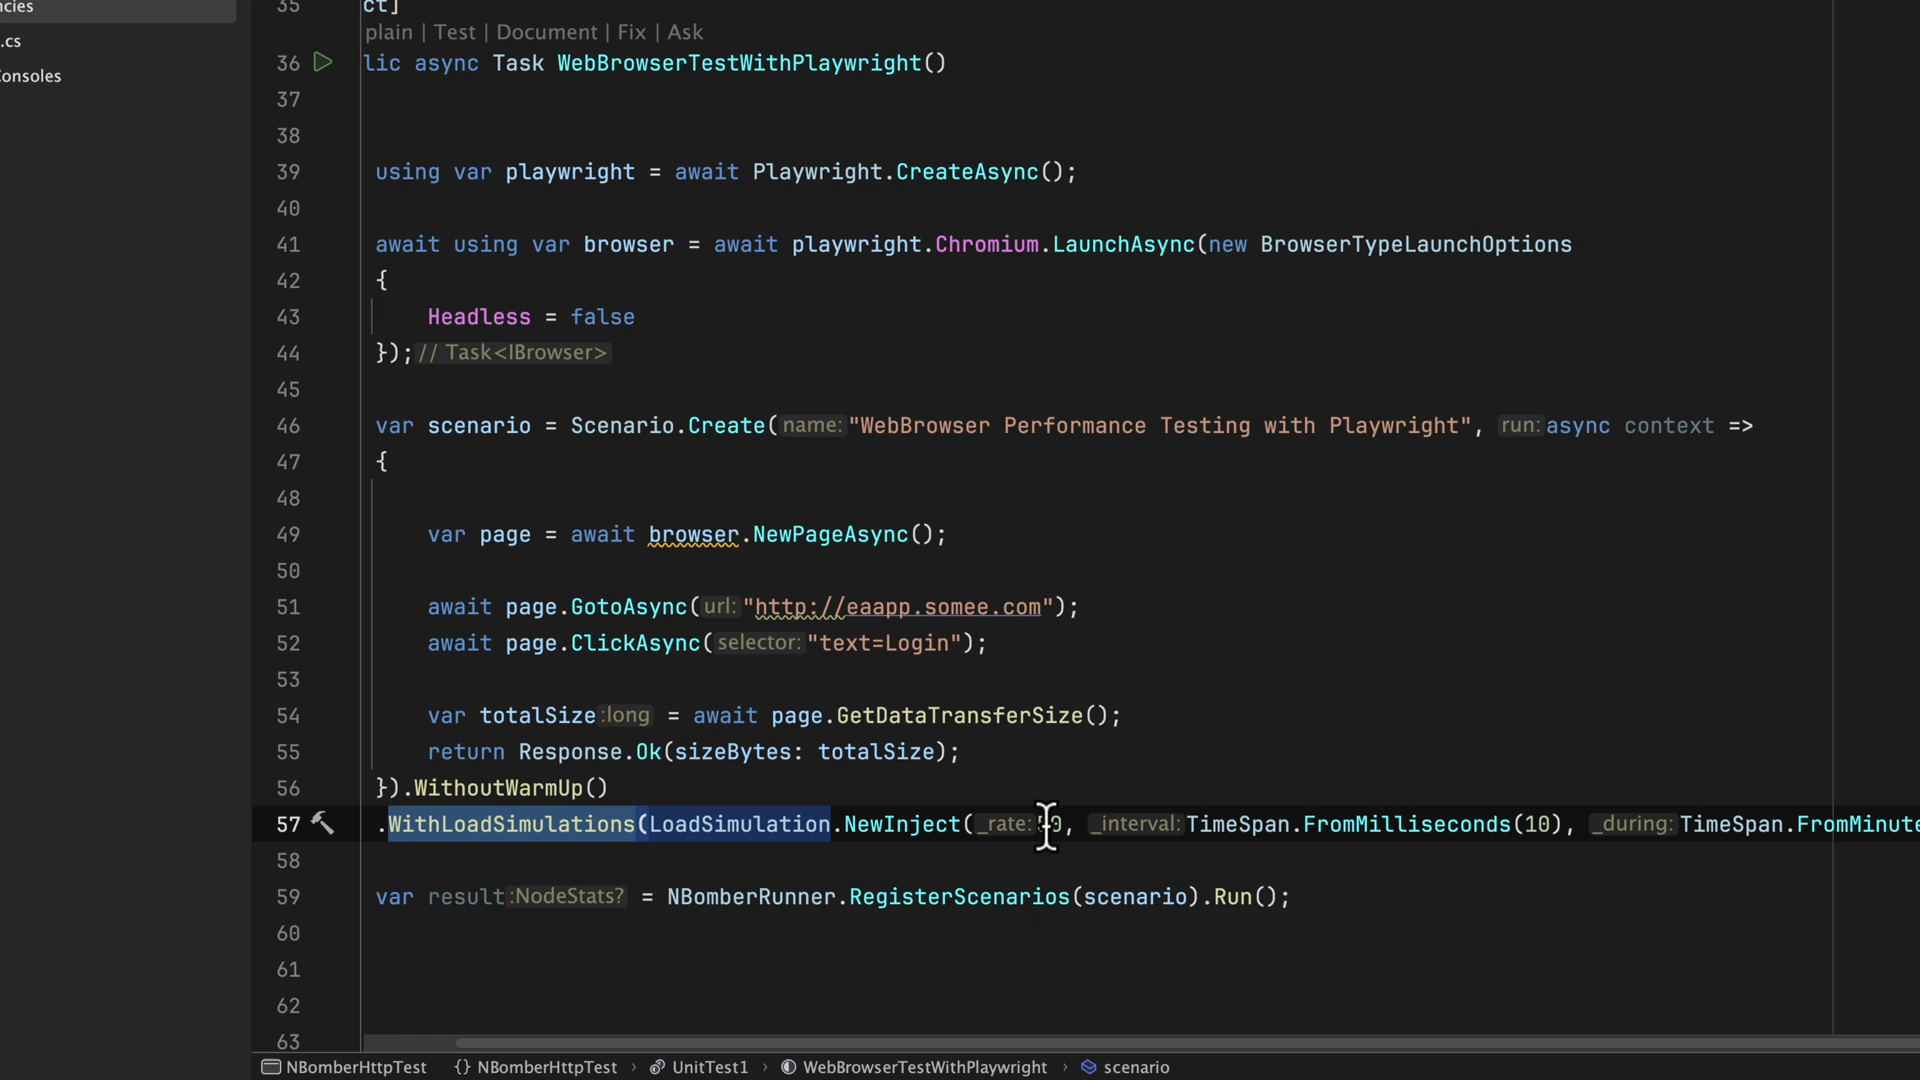 ncies
.cs
Consoles
35 ct]
plain | Test | Document | Fix | Ask
36 lic async Task WebBrowserTestWithPlaywright()
37
38
39 using var playwright = await Playwright.CreateAsync();
40
41 await using var browser = await playwright.Chromium.LaunchAsync(new BrowserTypeLaunchOptions
42 {
43 Headless = false
44 }); // Task<IBrowser>
45
46 var scenario = Scenario.Create( name: "WebBrowser Performance Testing with Playwright", run: async context =>
47 {
48
49 var page = await browser.NewPageAsync();
50
51 await page.GotoAsync( url: "http://eaapp.somee.com");
52 await page.ClickAsync( selector: "text=Login");
53
54 var totalSize :long = await page.GetDataTransferSize();
55 return Response.Ok(sizeBytes: totalSize);
56 }).WithoutWarmUp()
57 .WithLoadSimulations(LoadSimulation.NewInject( _rate: 0, _interval: TimeSpan.FromMilliseconds(10), _during: TimeSpan.FromMinute
58
59 var result :NodeStats? = NBomberRunner.RegisterScenarios(scenario).Run();
60
61
62
63
NBomberHttpTest {} NBomberHttpTest › UnitTest1 › WebBrowserTestWithPlaywright › scenario